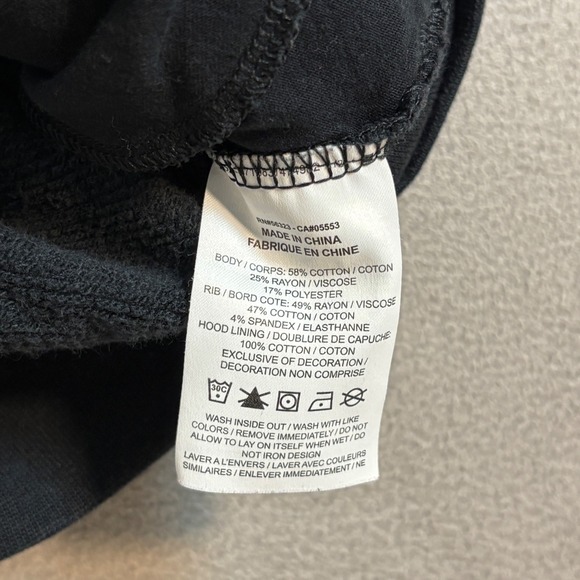 RN#56323 - CA#05553
MADE IN CHINA
FABRIQUE EN CHINE
BODY / CORPS: 58% COTTON / COTON
25% RAYON / VISCOSE
17% POLYESTER
RIB / BORD COTE: 49% RAYON / VISCOSE
47% COTTON / COTON
4% SPANDEX / ELASTHANNE
HOOD LINING / DOUBLURE DE CAPUCHE:
100% COTTON / COTON
EXCLUSIVE OF DECORATION /
DECORATION NON COMPRISE
30C
WASH INSIDE OUT / WASH WITH LIKE
COLORS / REMOVE IMMEDIATELY / DO NOT
ALLOW TO LAY ON ITSELF WHEN WET / DO
NOT IRON DESIGN
LAVER A L'ENVERS / LAVER AVEC COULEURS
SIMILAIRES / ENLEVER IMMEDIATEMENT / NE